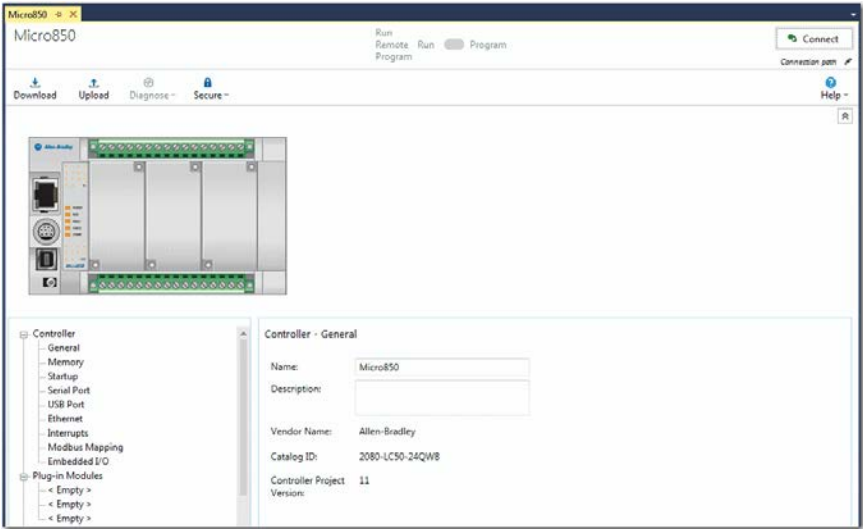 Micro850
Micro850
Run
Remote Run Program
Program
Connect
Connection path
Download Upload Diagnose Secure
Help
Allen-Bradley
Controller
General
Memory
Startup
Serial Port
USB Port
Ethernet
Interrupts
Modbus Mapping
Embedded I/O
Plug-in Modules
< Empty >
< Empty >
< Empty >
Controller - General
Name: Micro850
Description:
Vendor Name: Allen-Bradley
Catalog ID: 2080-LC50-24QWB
Controller Project 11
Version: